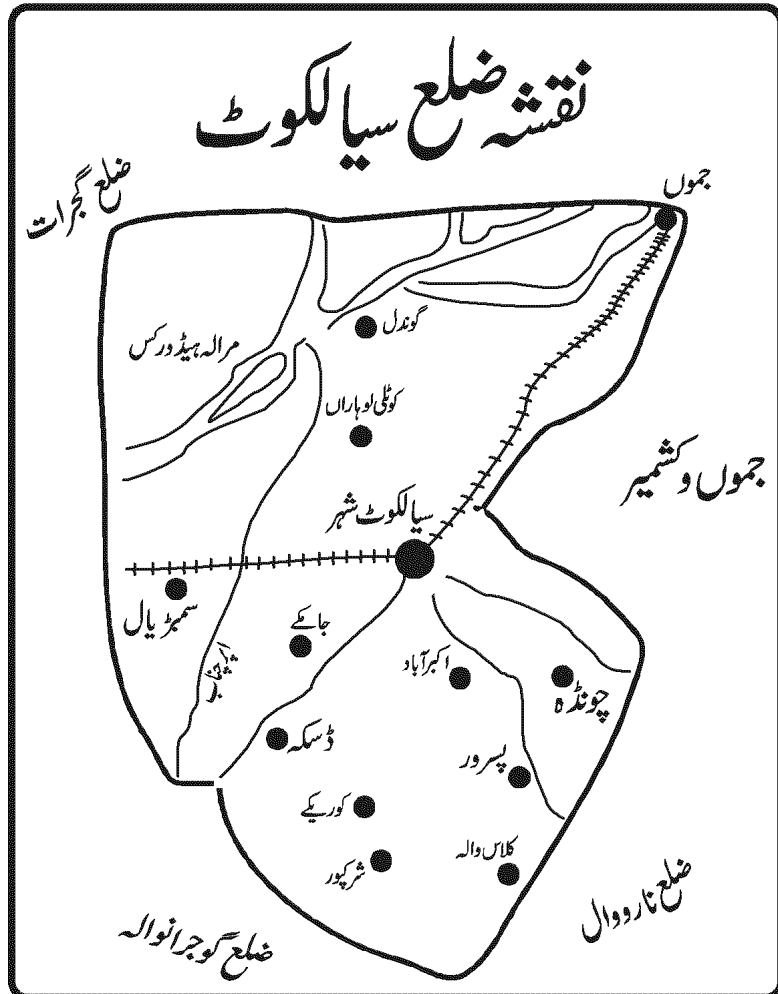 نقشہ ضلع سیالکوٹ
ضلع گجرات
جموں
گوندل
مرالہ ہیڈورکس
کوٹلی لوہاراں
جموں و کشمیر
سیالکوٹ شہر
سمبڑیال
جامکے
اکبر آباد
چونڈہ
ڈسکہ
پسرور
کوریکے
کلاس والہ
شرکپور
ضلع نارووال
ضلع گوجرانوالہ